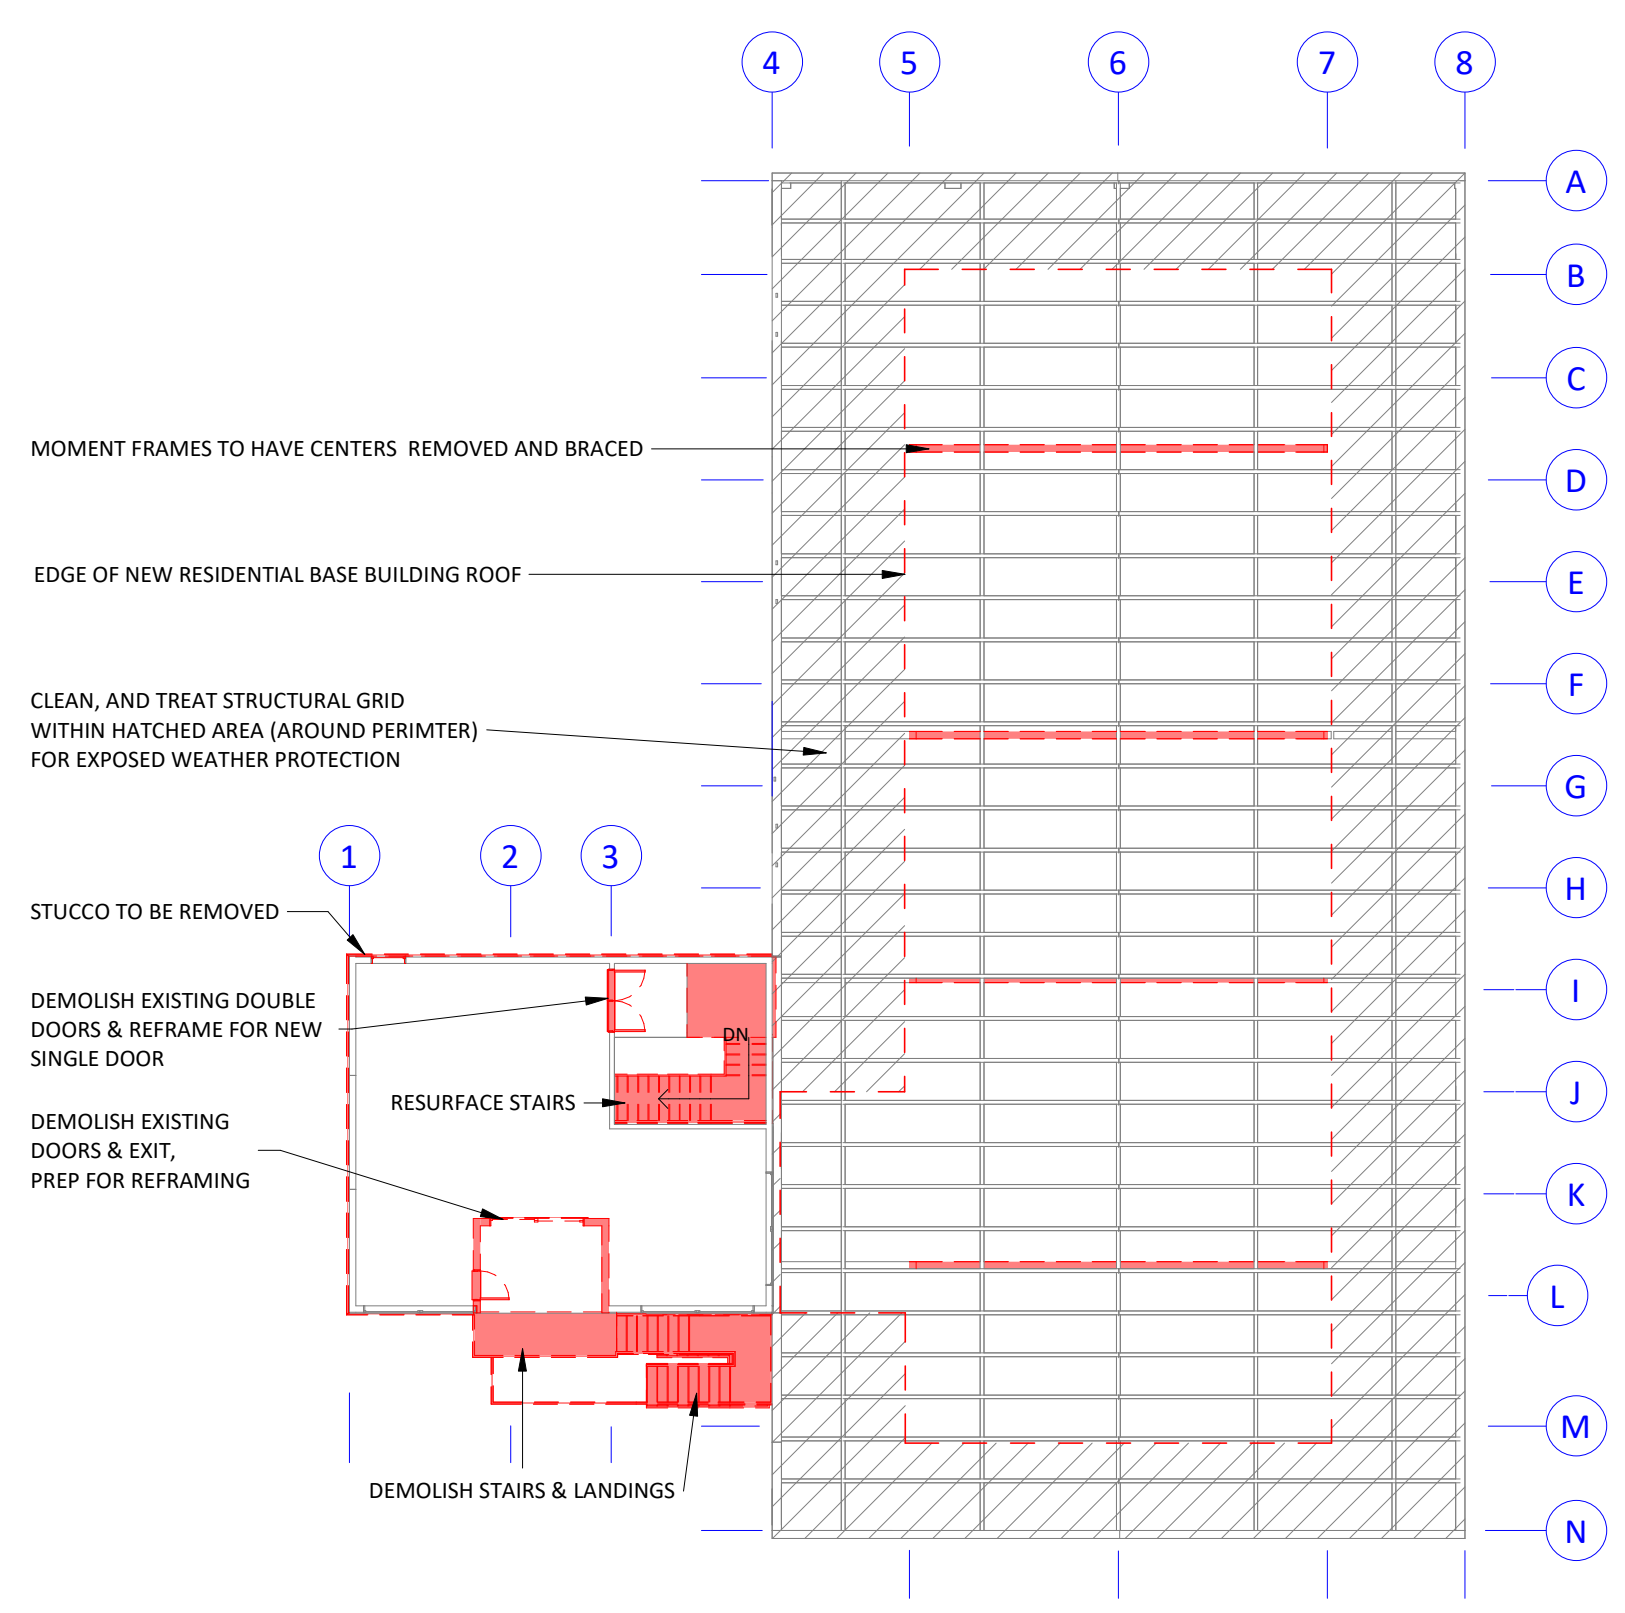 4 5 6 7 8
A
B
C
MOMENT FRAMES TO HAVE CENTERS REMOVED AND BRACED
D
EDGE OF NEW RESIDENTIAL BASE BUILDING ROOF
E
F
CLEAN, AND TREAT STRUCTURAL GRID
WITHIN HATCHED AREA (AROUND PERIMTER)
FOR EXPOSED WEATHER PROTECTION
G
1 2 3
H
STUCCO TO BE REMOVED
I
DEMOLISH EXISTING DOUBLE
DOORS & REFRAME FOR NEW
SINGLE DOOR
DN
J
RESURFACE STAIRS
DEMOLISH EXISTING
DOORS & EXIT,
PREP FOR REFRAMING
K
L
M
DEMOLISH STAIRS & LANDINGS
N